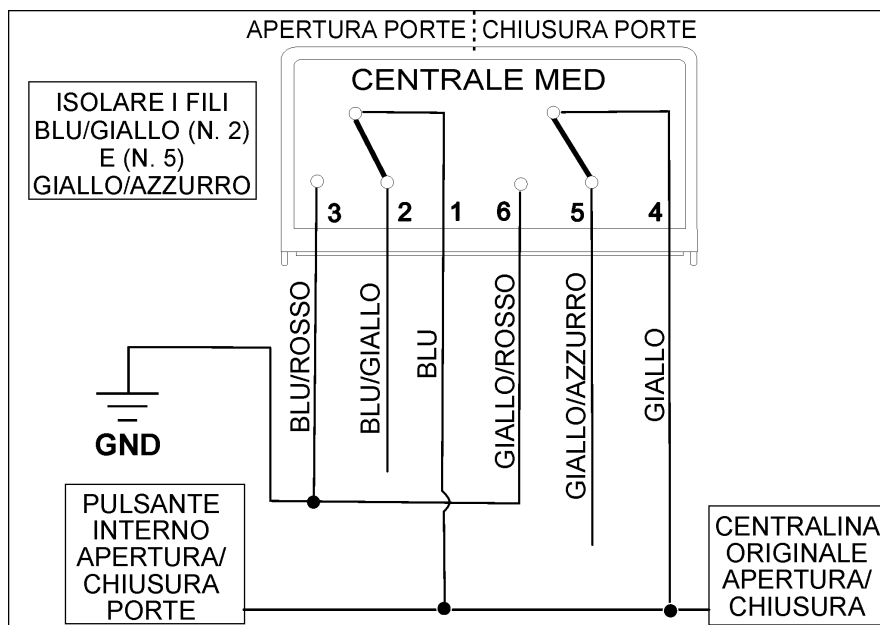 APERTURA PORTE CHIUSURA PORTE
CENTRALE MED
ISOLARE I FILI
BLU/GIALLO (N. 2)
E (N. 5)
GIALLO/AZZURRO
3 2 1 6 5 4
BLU/ROSSO
BLU/GIALLO
BLU
GIALLO/ROSSO
GIALLO/AZZURRO
GIALLO
GND
PULSANTE
INTERNO
APERTURA/
CHIUSURA
PORTE
CENTRALINA
ORIGINALE
APERTURA/
CHIUSURA